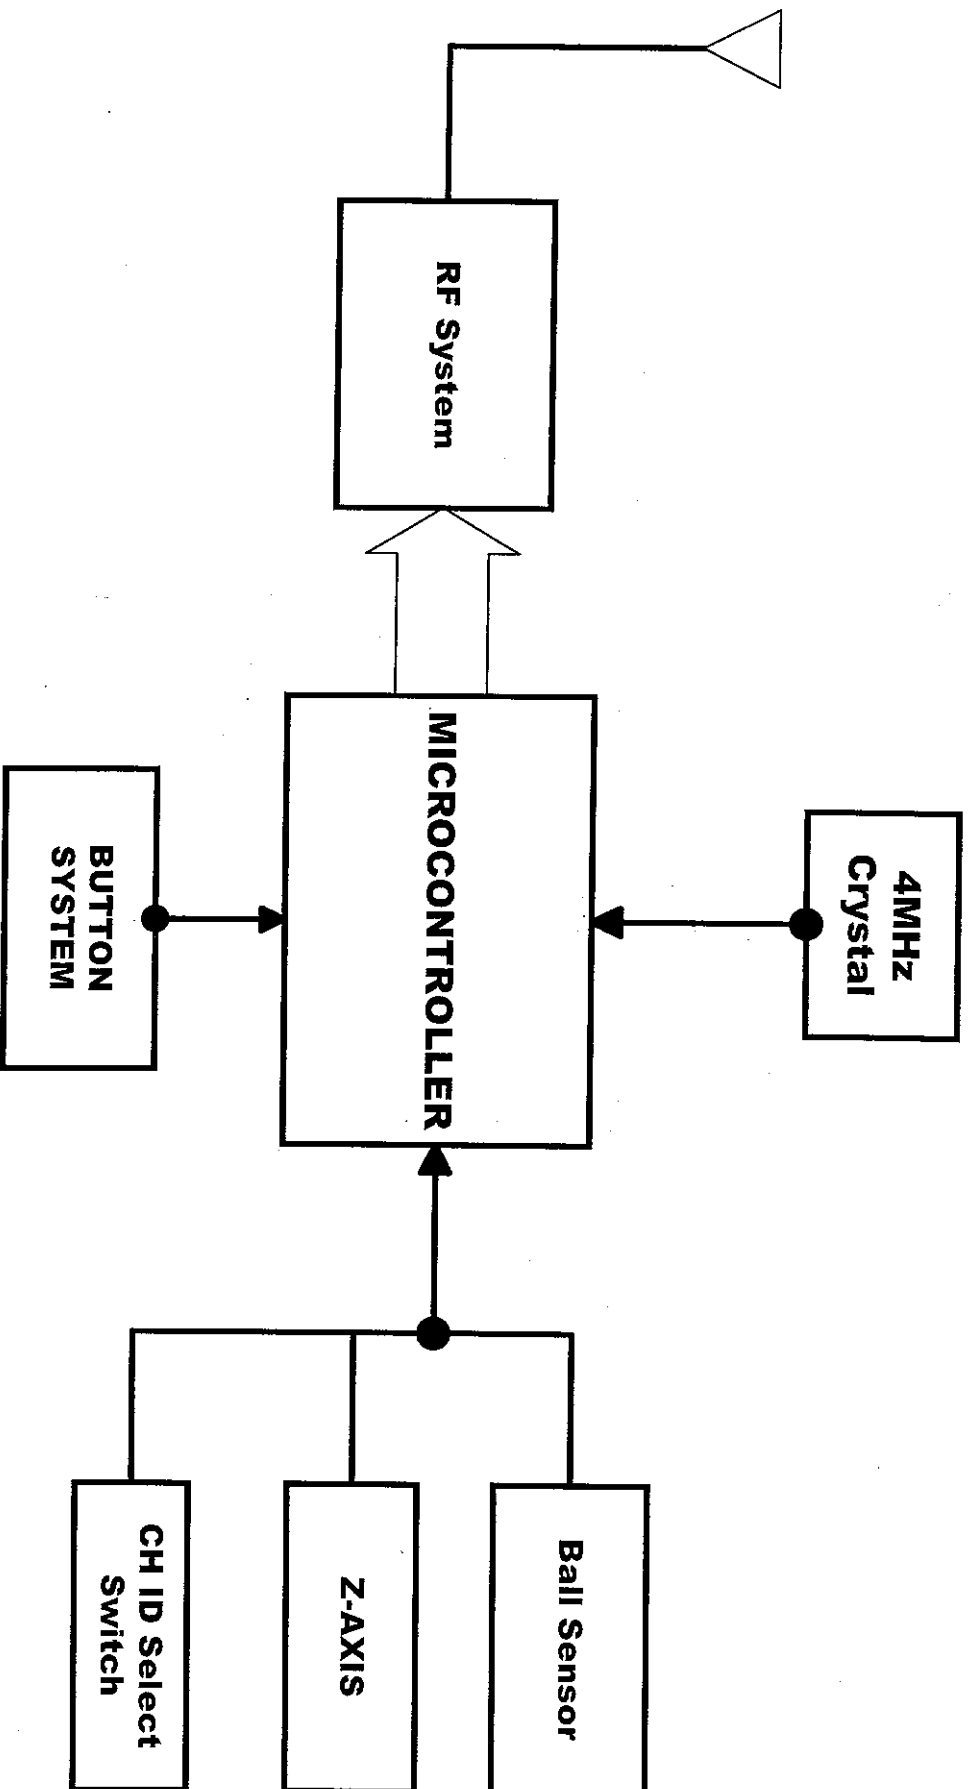 4MHz
Crystal
Ball Sensor
RF System
MICROCONTROLLER
Z-AXIS
CH ID Select
Switch
BUTTON
SYSTEM